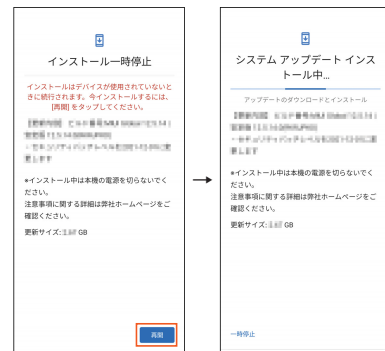 インストール一時停止
インストールはデバイスが使用されていないと
きに続行されます。今インストールするには、
[再開] をタップしてください。
※インストール中は本機の電源を切らないでく
ださい。
注意事項に関する詳細は弊社ホームページをご
確認ください。
更新サイズ: GB
再開
システム アップデート インス
トール中...
アップデートのダウンロードとインストール
※インストール中は本機の電源を切らないでく
ださい。
注意事項に関する詳細は弊社ホームページをご
確認ください。
更新サイズ: GB
一時停止